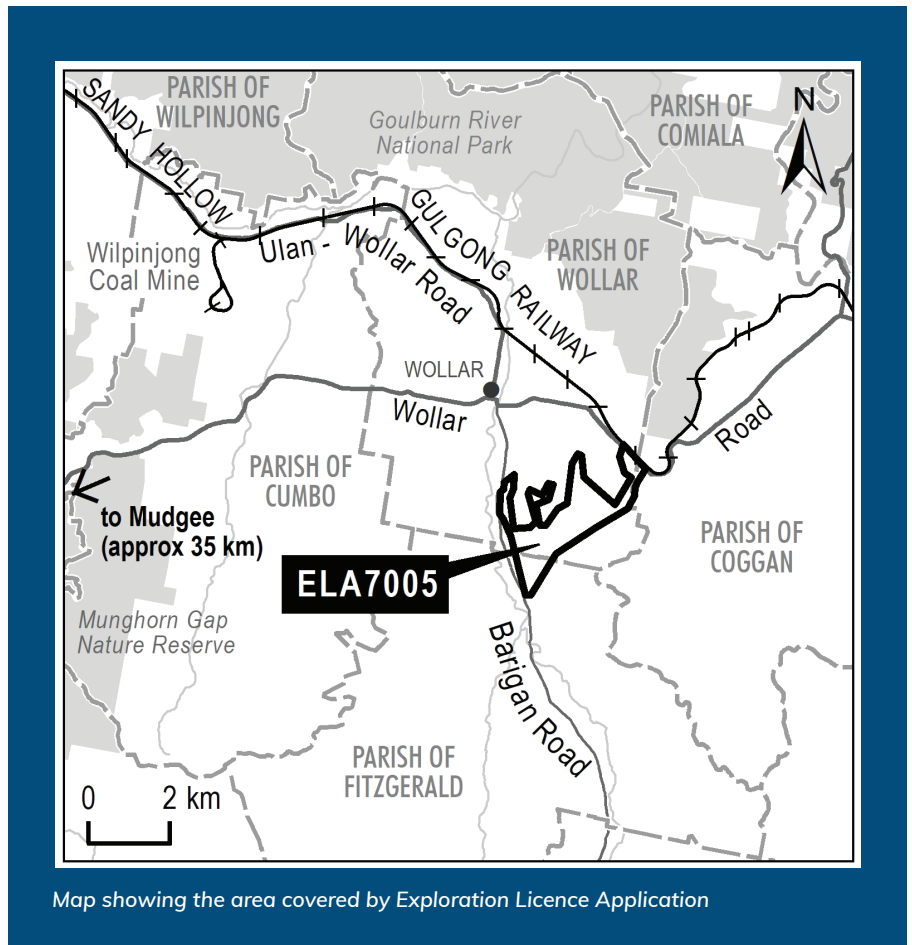 PARISH OF
WILPINJONG
SANDY HOLLOW
Goulburn River
National Park
PARISH OF
COMIALA
N
GULGONG RAILWAY
Wilpinjong
Coal Mine
Ulan - Wollar Road
PARISH OF
WOLLAR
WOLLAR
Wollar Road
PARISH OF
CUMBO
to Mudgee
(approx 35 km)
PARISH OF
COGGAN
ELA7005
Munghorn Gap
Nature Reserve
Barigan Road
PARISH OF
FITZGERALD
0 2 km
Map showing the area covered by Exploration Licence Application